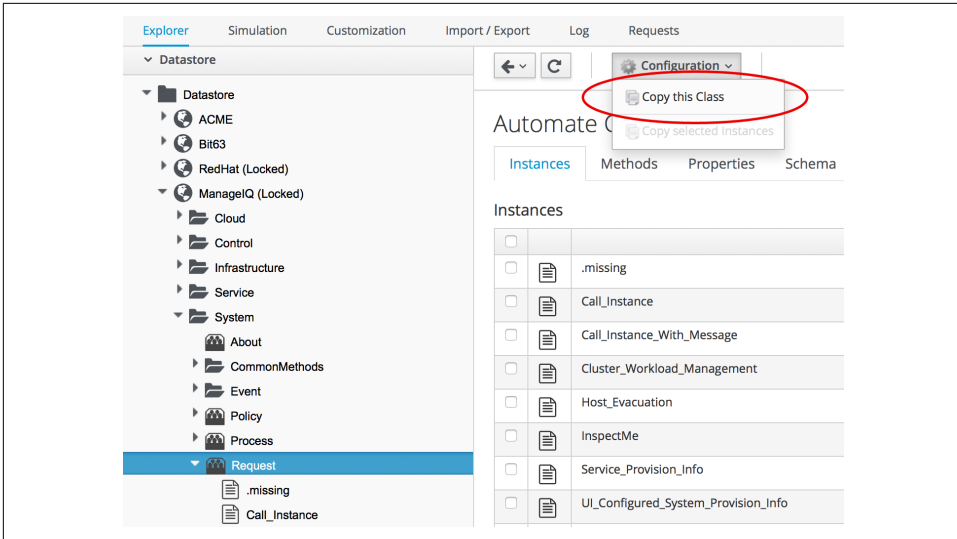 Explorer Simulation Customization Import / Export Log Requests
Datastore
Datastore
ACME
Bit63
RedHat (Locked)
ManageIQ (Locked)
Cloud
Control
Infrastructure
Service
System
About
CommonMethods
Event
Policy
Process
Request
.missing
Call_Instance
Configuration
Copy this Class
Copy selected Instances
Automate
Instances Methods Properties Schema
Instances
.missing
Call_Instance
Call_Instance_With_Message
Cluster_Workload_Management
Host_Evacuation
InspectMe
Service_Provision_Info
UI_Configured_System_Provision_Info